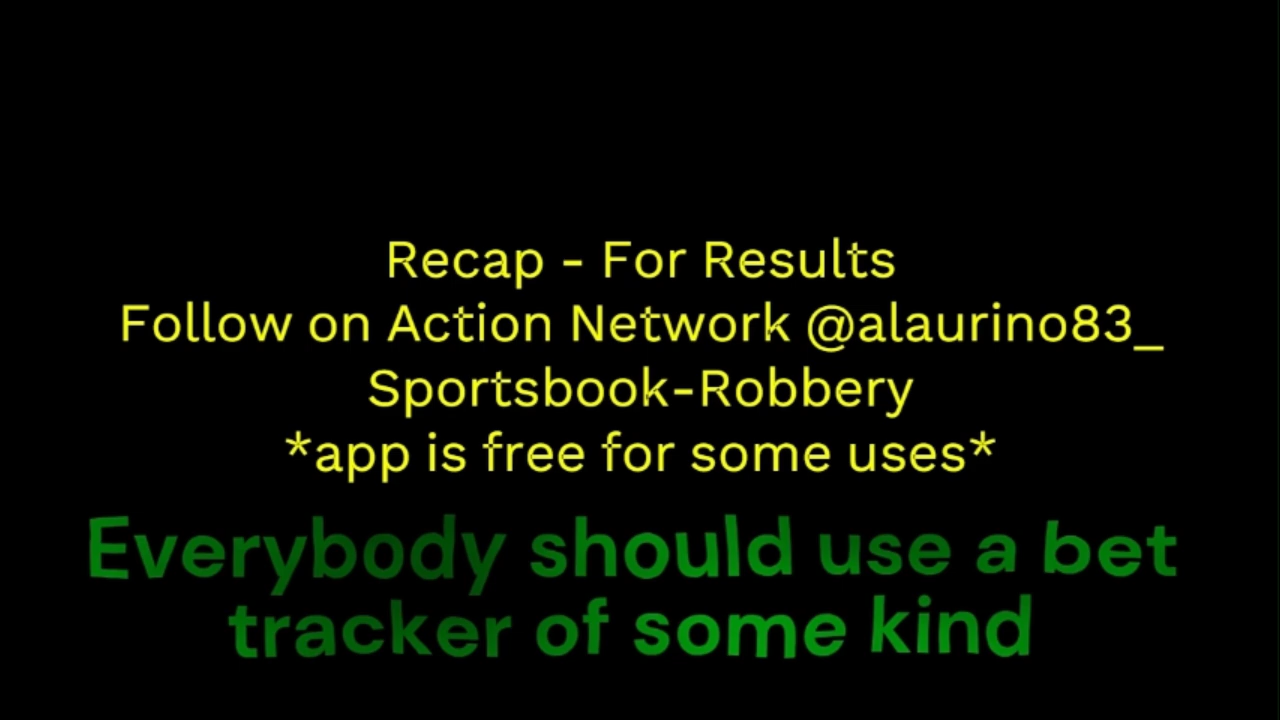 Recap - For Results
Follow on Action Network @alaurino83_
Sportsbook-Robbery
*app is free for some uses*
Everybody should use a bet
tracker of some kind